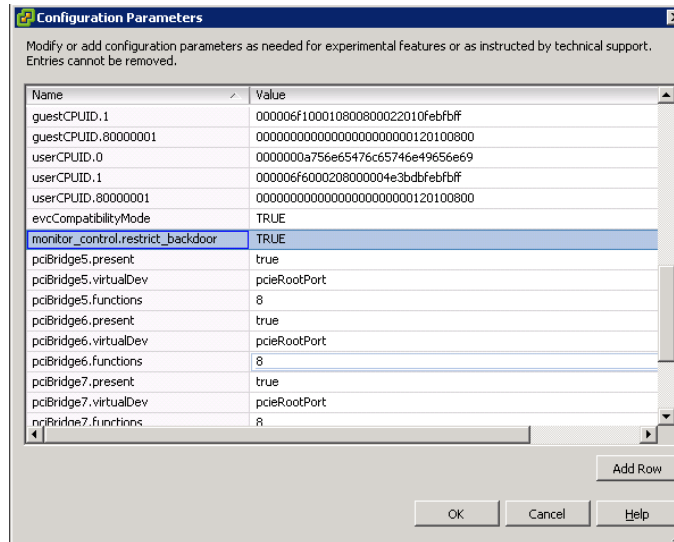 Configuration Parameters
Modify or add configuration parameters as needed for experimental features or as instructed by technical support.
Entries cannot be removed.
Name Value
guestCPUID.1 000006f100010800800022010febfbff
guestCPUID.80000001 00000000000000000000000120100800
userCPUID.0 0000000a756e65476c65746e49656e69
userCPUID.1 000006f6000208000004e3bdbfebfbff
userCPUID.80000001 00000000000000000000000120100800
evcCompatibilityMode TRUE
monitor_control.restrict_backdoor TRUE
pciBridge5.present true
pciBridge5.virtualDev pcieRootPort
pciBridge5.functions 8
pciBridge6.present true
pciBridge6.virtualDev pcieRootPort
pciBridge6.functions 8
pciBridge7.present true
pciBridge7.virtualDev pcieRootPort
pciBridge7.functions 8
Add Row
OK Cancel Help